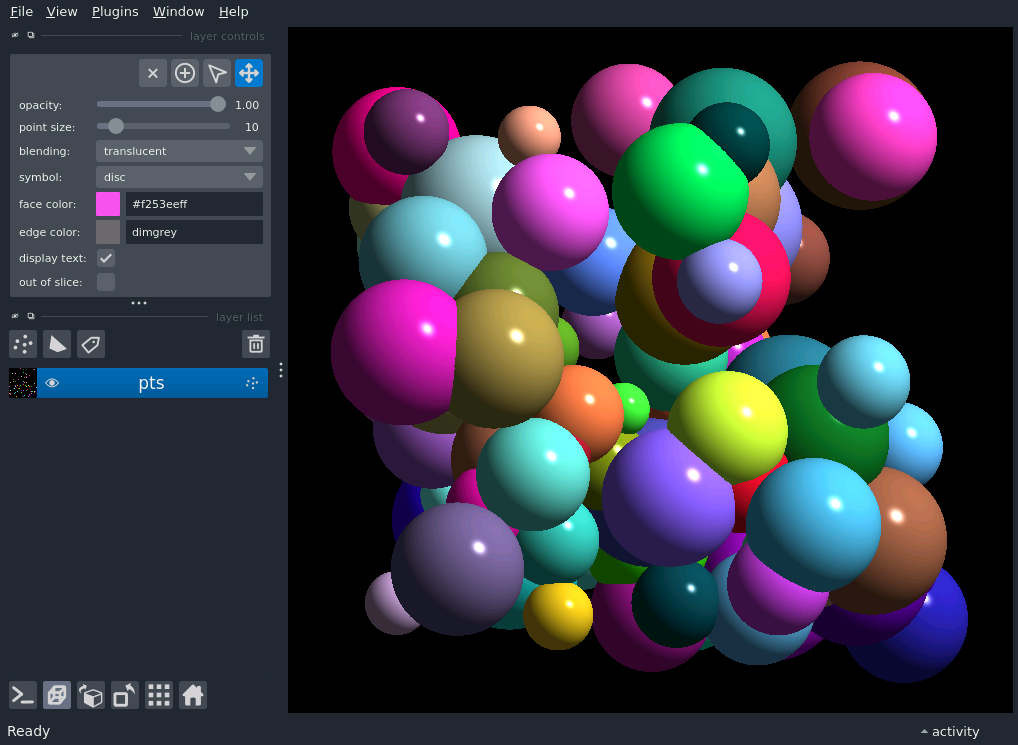 File View Plugins Window Help
layer controls
opacity: 1.00
point size: 10
blending: translucent
symbol: disc
face color: #f253eeff
edge color: dimgrey
display text:
out of slice:
layer list
pts
Ready activity